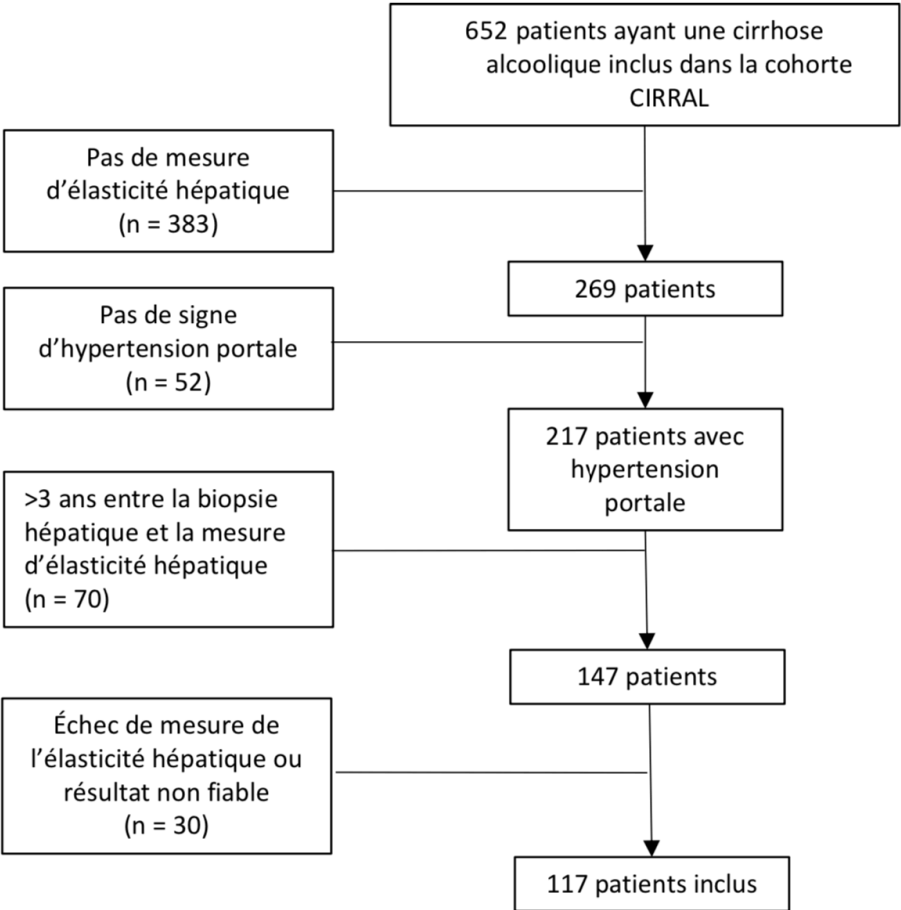 652 patients ayant une cirrhose
alcoolique inclus dans la cohorte
CIRRAL
Pas de mesure
d’élasticité hépatique
(n = 383)
269 patients
Pas de signe
d’hypertension portale
(n = 52)
217 patients avec
hypertension
portale
>3 ans entre la biopsie
hépatique et la mesure
d’élasticité hépatique
(n = 70)
147 patients
Échec de mesure de
l’élasticité hépatique ou
résultat non fiable
(n = 30)
117 patients inclus